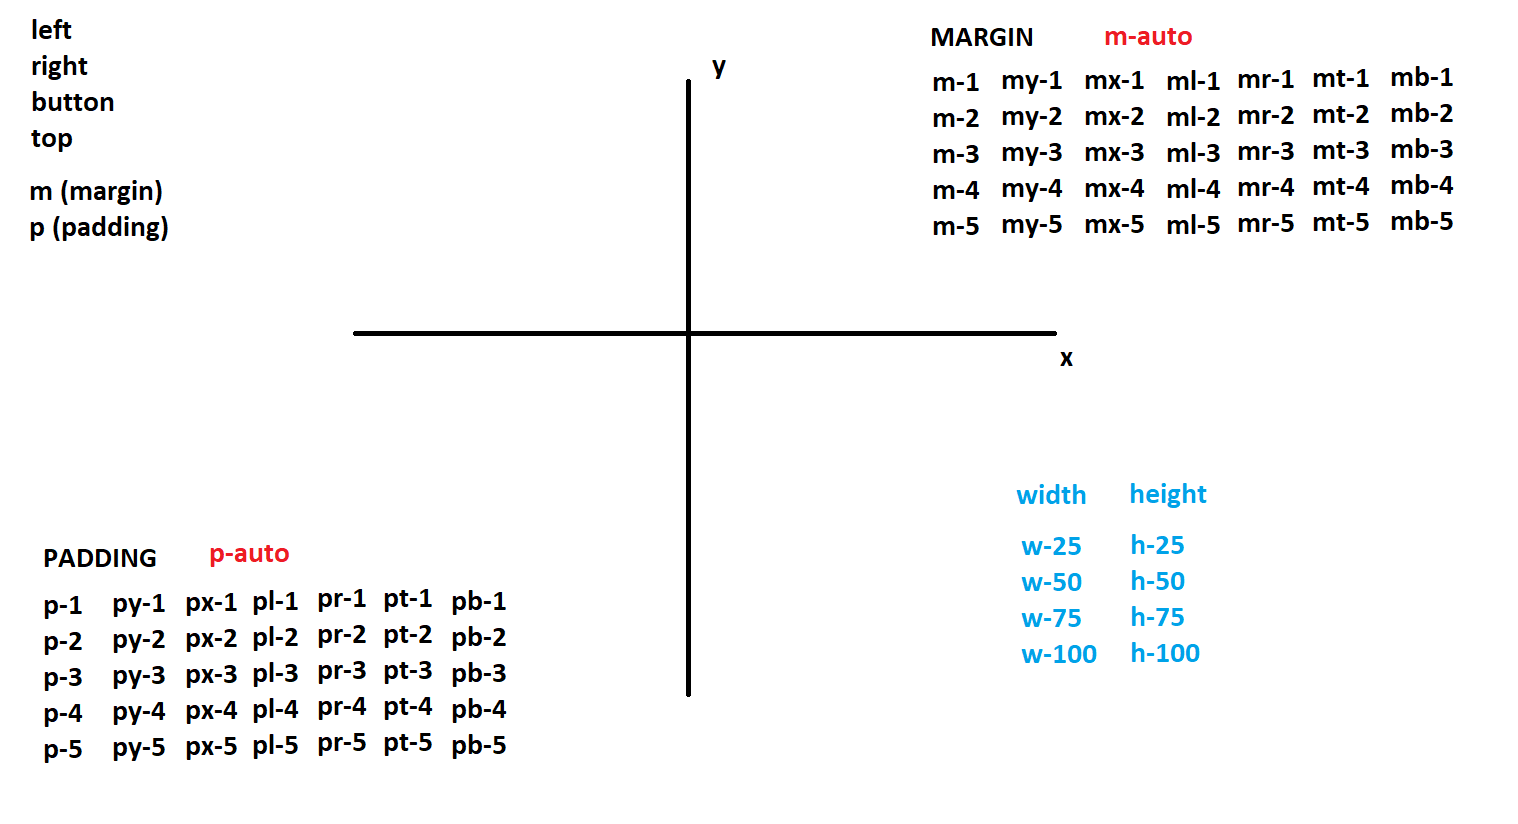 left
right
button
top
m (margin)
p (padding)
y
x
MARGIN m-auto
m-1 my-1 mx-1 ml-1 mr-1 mt-1 mb-1
m-2 my-2 mx-2 ml-2 mr-2 mt-2 mb-2
m-3 my-3 mx-3 ml-3 mr-3 mt-3 mb-3
m-4 my-4 mx-4 ml-4 mr-4 mt-4 mb-4
m-5 my-5 mx-5 ml-5 mr-5 mt-5 mb-5
PADDING p-auto
p-1 py-1 px-1 pl-1 pr-1 pt-1 pb-1
p-2 py-2 px-2 pl-2 pr-2 pt-2 pb-2
p-3 py-3 px-3 pl-3 pr-3 pt-3 pb-3
p-4 py-4 px-4 pl-4 pr-4 pt-4 pb-4
p-5 py-5 px-5 pl-5 pr-5 pt-5 pb-5
width height
w-25 h-25
w-50 h-50
w-75 h-75
w-100 h-100